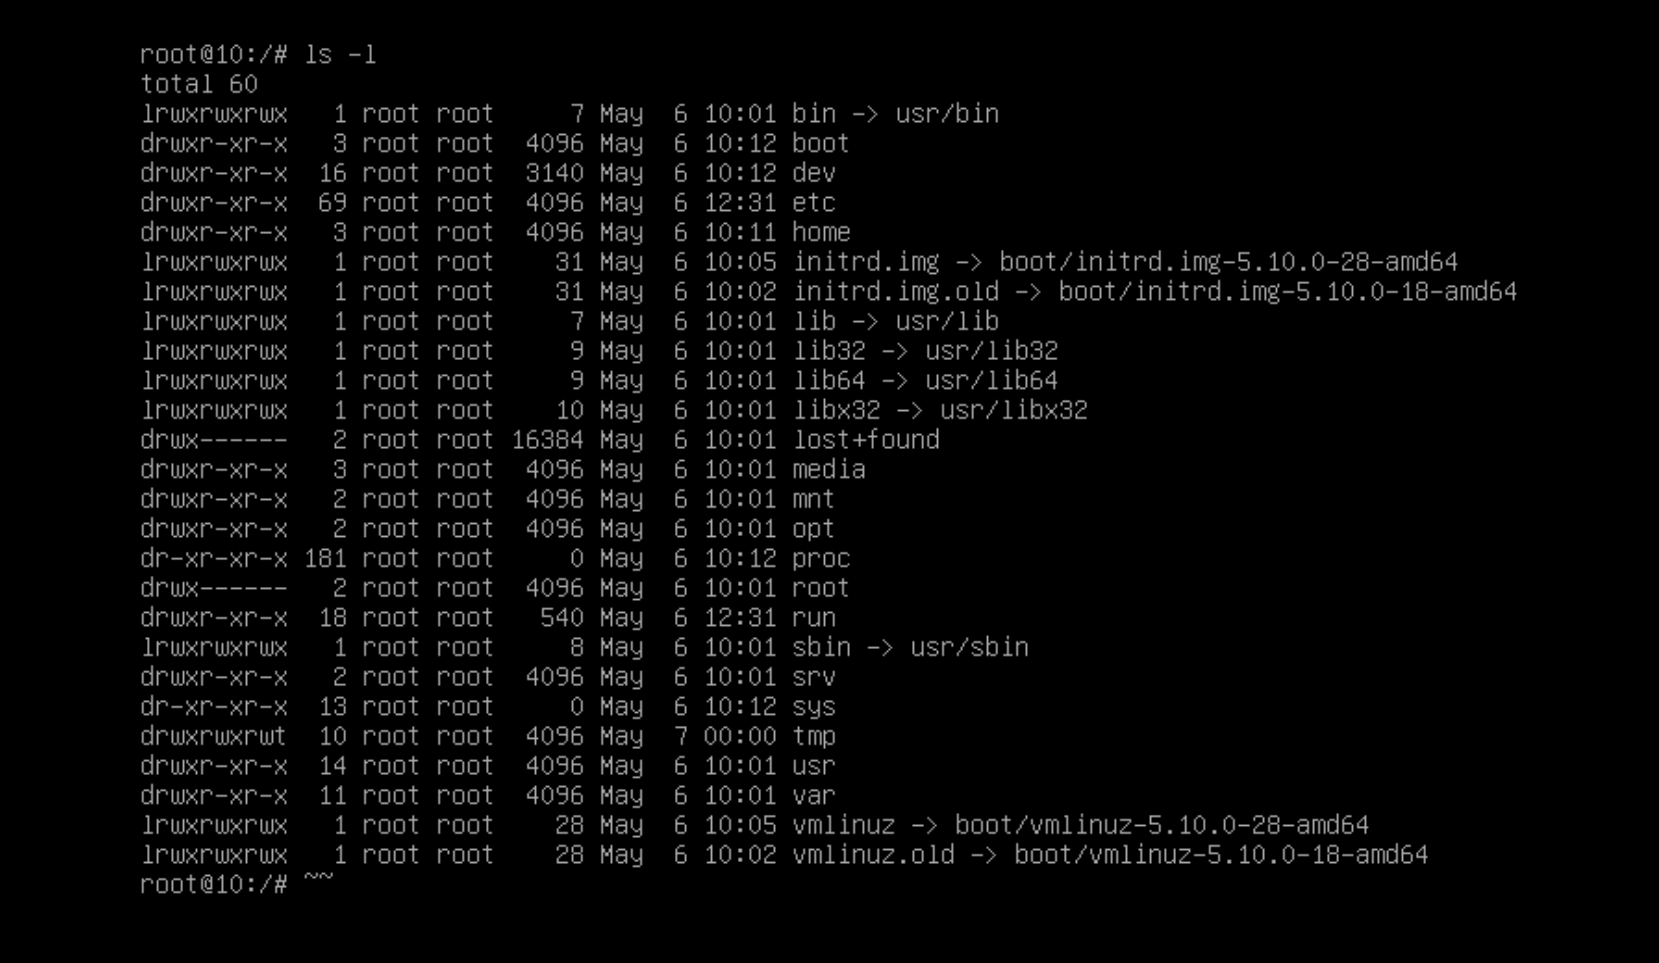 root@10:/# ls -l
total 60
lrwxrwxrwx   1 root root     7 May  6 10:01 bin -> usr/bin
drwxr-xr-x   3 root root  4096 May  6 10:12 boot
drwxr-xr-x  16 root root  3140 May  6 10:12 dev
drwxr-xr-x  69 root root  4096 May  6 12:31 etc
drwxr-xr-x   3 root root  4096 May  6 10:11 home
lrwxrwxrwx   1 root root    31 May  6 10:05 initrd.img -> boot/initrd.img-5.10.0-28-amd64
lrwxrwxrwx   1 root root    31 May  6 10:02 initrd.img.old -> boot/initrd.img-5.10.0-18-amd64
lrwxrwxrwx   1 root root     7 May  6 10:01 lib -> usr/lib
lrwxrwxrwx   1 root root     9 May  6 10:01 lib32 -> usr/lib32
lrwxrwxrwx   1 root root     9 May  6 10:01 lib64 -> usr/lib64
lrwxrwxrwx   1 root root    10 May  6 10:01 libx32 -> usr/libx32
drwx------   2 root root 16384 May  6 10:01 lost+found
drwxr-xr-x   3 root root  4096 May  6 10:01 media
drwxr-xr-x   2 root root  4096 May  6 10:01 mnt
drwxr-xr-x   2 root root  4096 May  6 10:01 opt
dr-xr-xr-x 181 root root     0 May  6 10:12 proc
drwx------   2 root root  4096 May  6 10:01 root
drwxr-xr-x  18 root root   540 May  6 12:31 run
lrwxrwxrwx   1 root root     8 May  6 10:01 sbin -> usr/sbin
drwxr-xr-x   2 root root  4096 May  6 10:01 srv
dr-xr-xr-x  13 root root     0 May  6 10:12 sys
drwxrwxrwt  10 root root  4096 May  7 00:00 tmp
drwxr-xr-x  14 root root  4096 May  6 10:01 usr
drwxr-xr-x  11 root root  4096 May  6 10:01 var
lrwxrwxrwx   1 root root    28 May  6 10:05 vmlinuz -> boot/vmlinuz-5.10.0-28-amd64
lrwxrwxrwx   1 root root    28 May  6 10:02 vmlinuz.old -> boot/vmlinuz-5.10.0-18-amd64
root@10:/# ~~